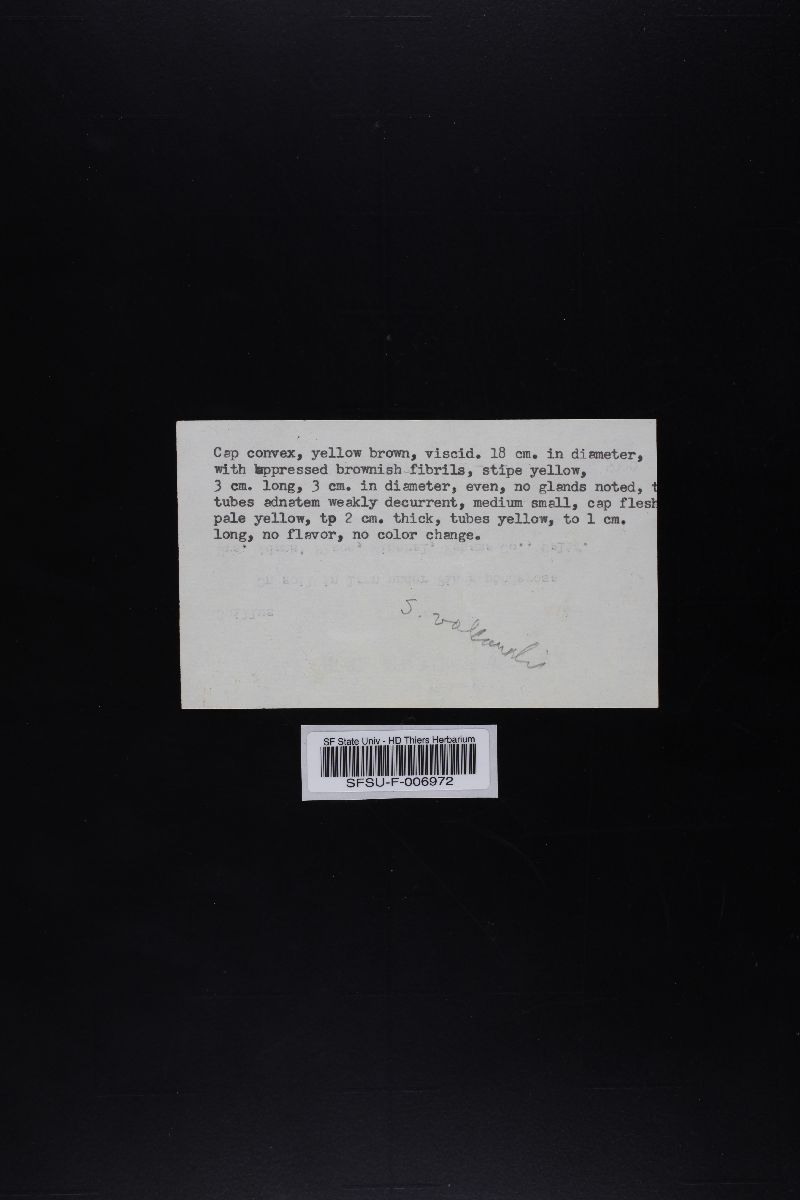 Cap convex, yellow brown, viscid. 18 cm. in diameter,
with appressed brownish fibrils, stipe yellow,
3 cm. long, 3 cm. in diameter, even, no glands noted, t
tubes adnatem weakly decurrent, medium small, cap flesh
pale yellow, tp 2 cm. thick, tubes yellow, to 1 cm.
long, no flavor, no color change.
S. volcanalis
SF State Univ - HD Thiers Herbarium
SFSU-F-006972